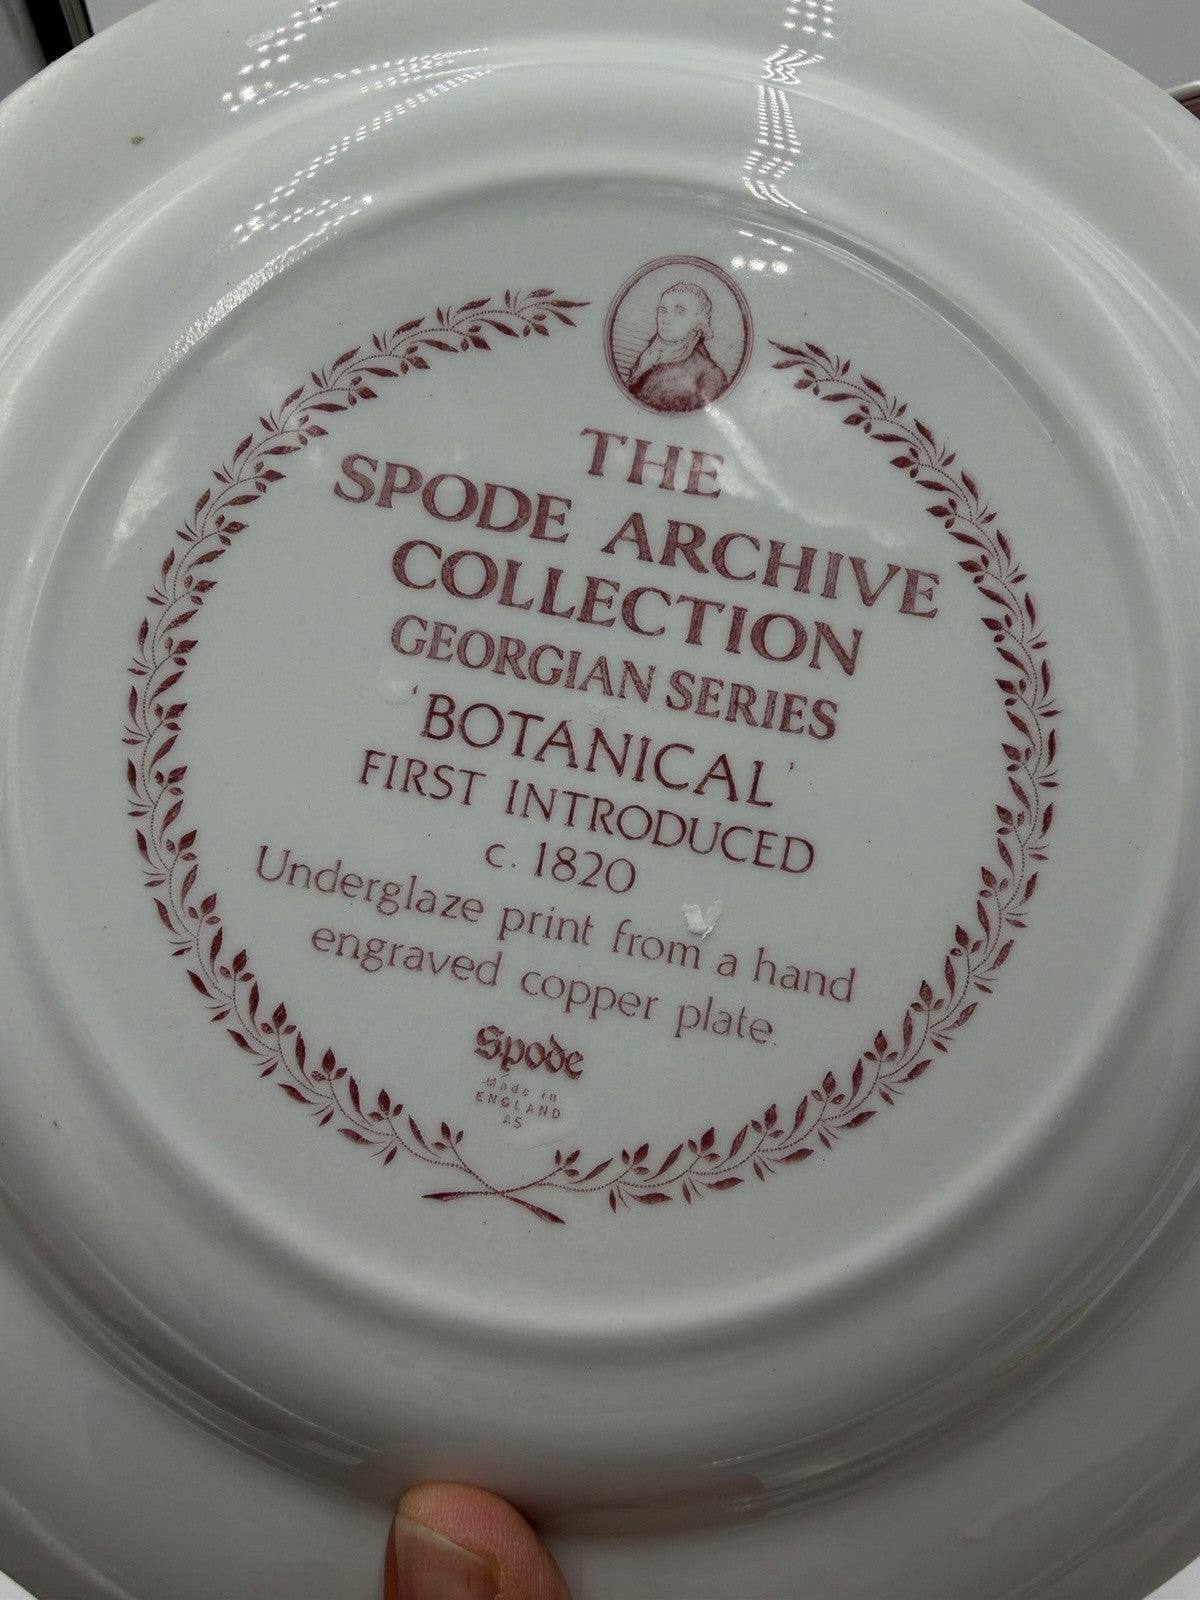 THE
SPODE ARCHIVE
COLLECTION
GEORGIAN SERIES
'BOTANICAL'
FIRST INTRODUCED
c. 1820
Underglaze print from a hand
engraved copper plate.
Spode
Made in
ENGLAND
A5